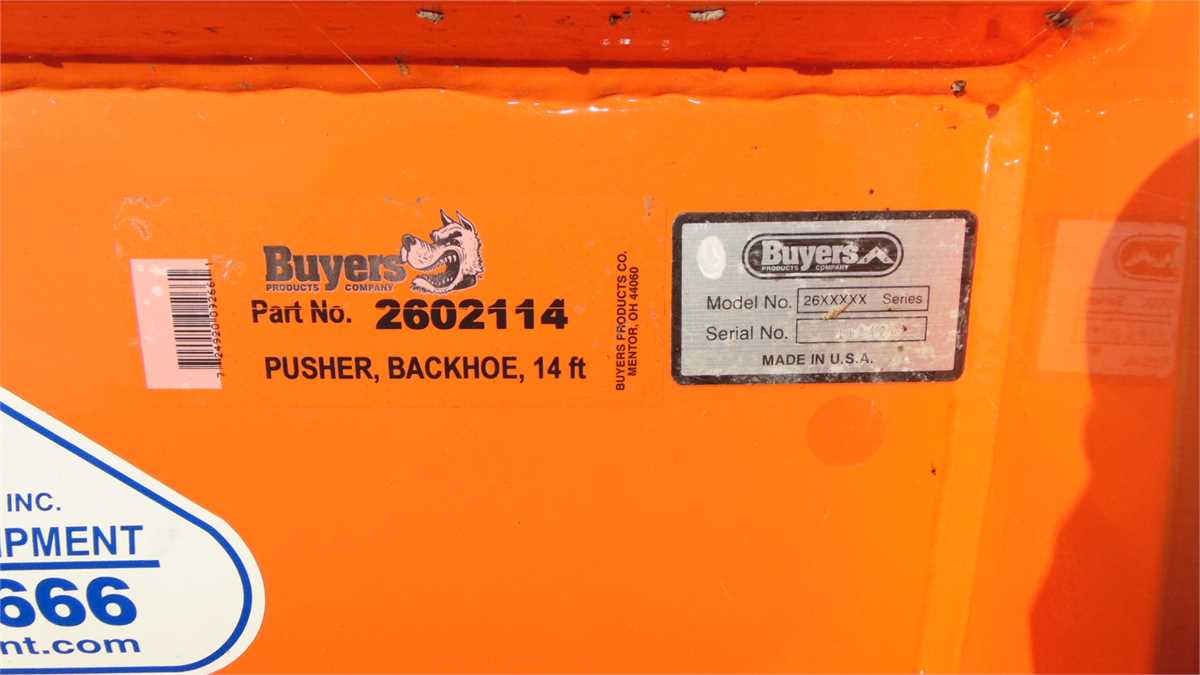 Buyers
PRODUCTS COMPANY
Part No. 2602114
PUSHER, BACKHOE, 14 ft
BUYERS PRODUCTS CO.
MENTOR, OH 44060
Buyers
PRODUCTS COMPANY
Model No. 26XXXXX Series
Serial No.
MADE IN U.S.A.
INC.
IPMENT
666
nt.com